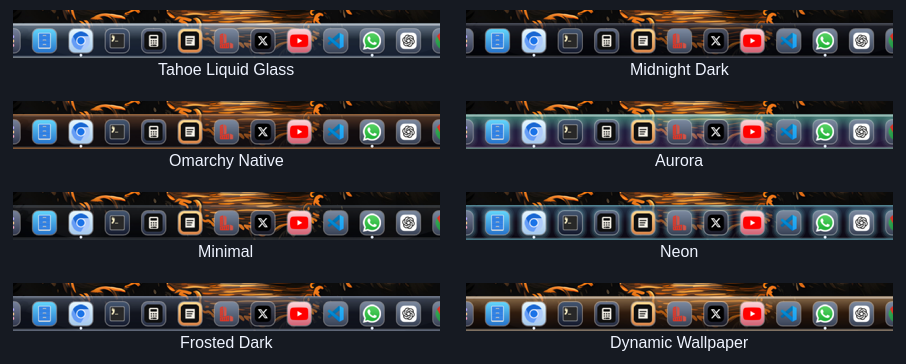 Tahoe Liquid Glass
Midnight Dark
Omarchy Native
Aurora
Minimal
Neon
Frosted Dark
Dynamic Wallpaper